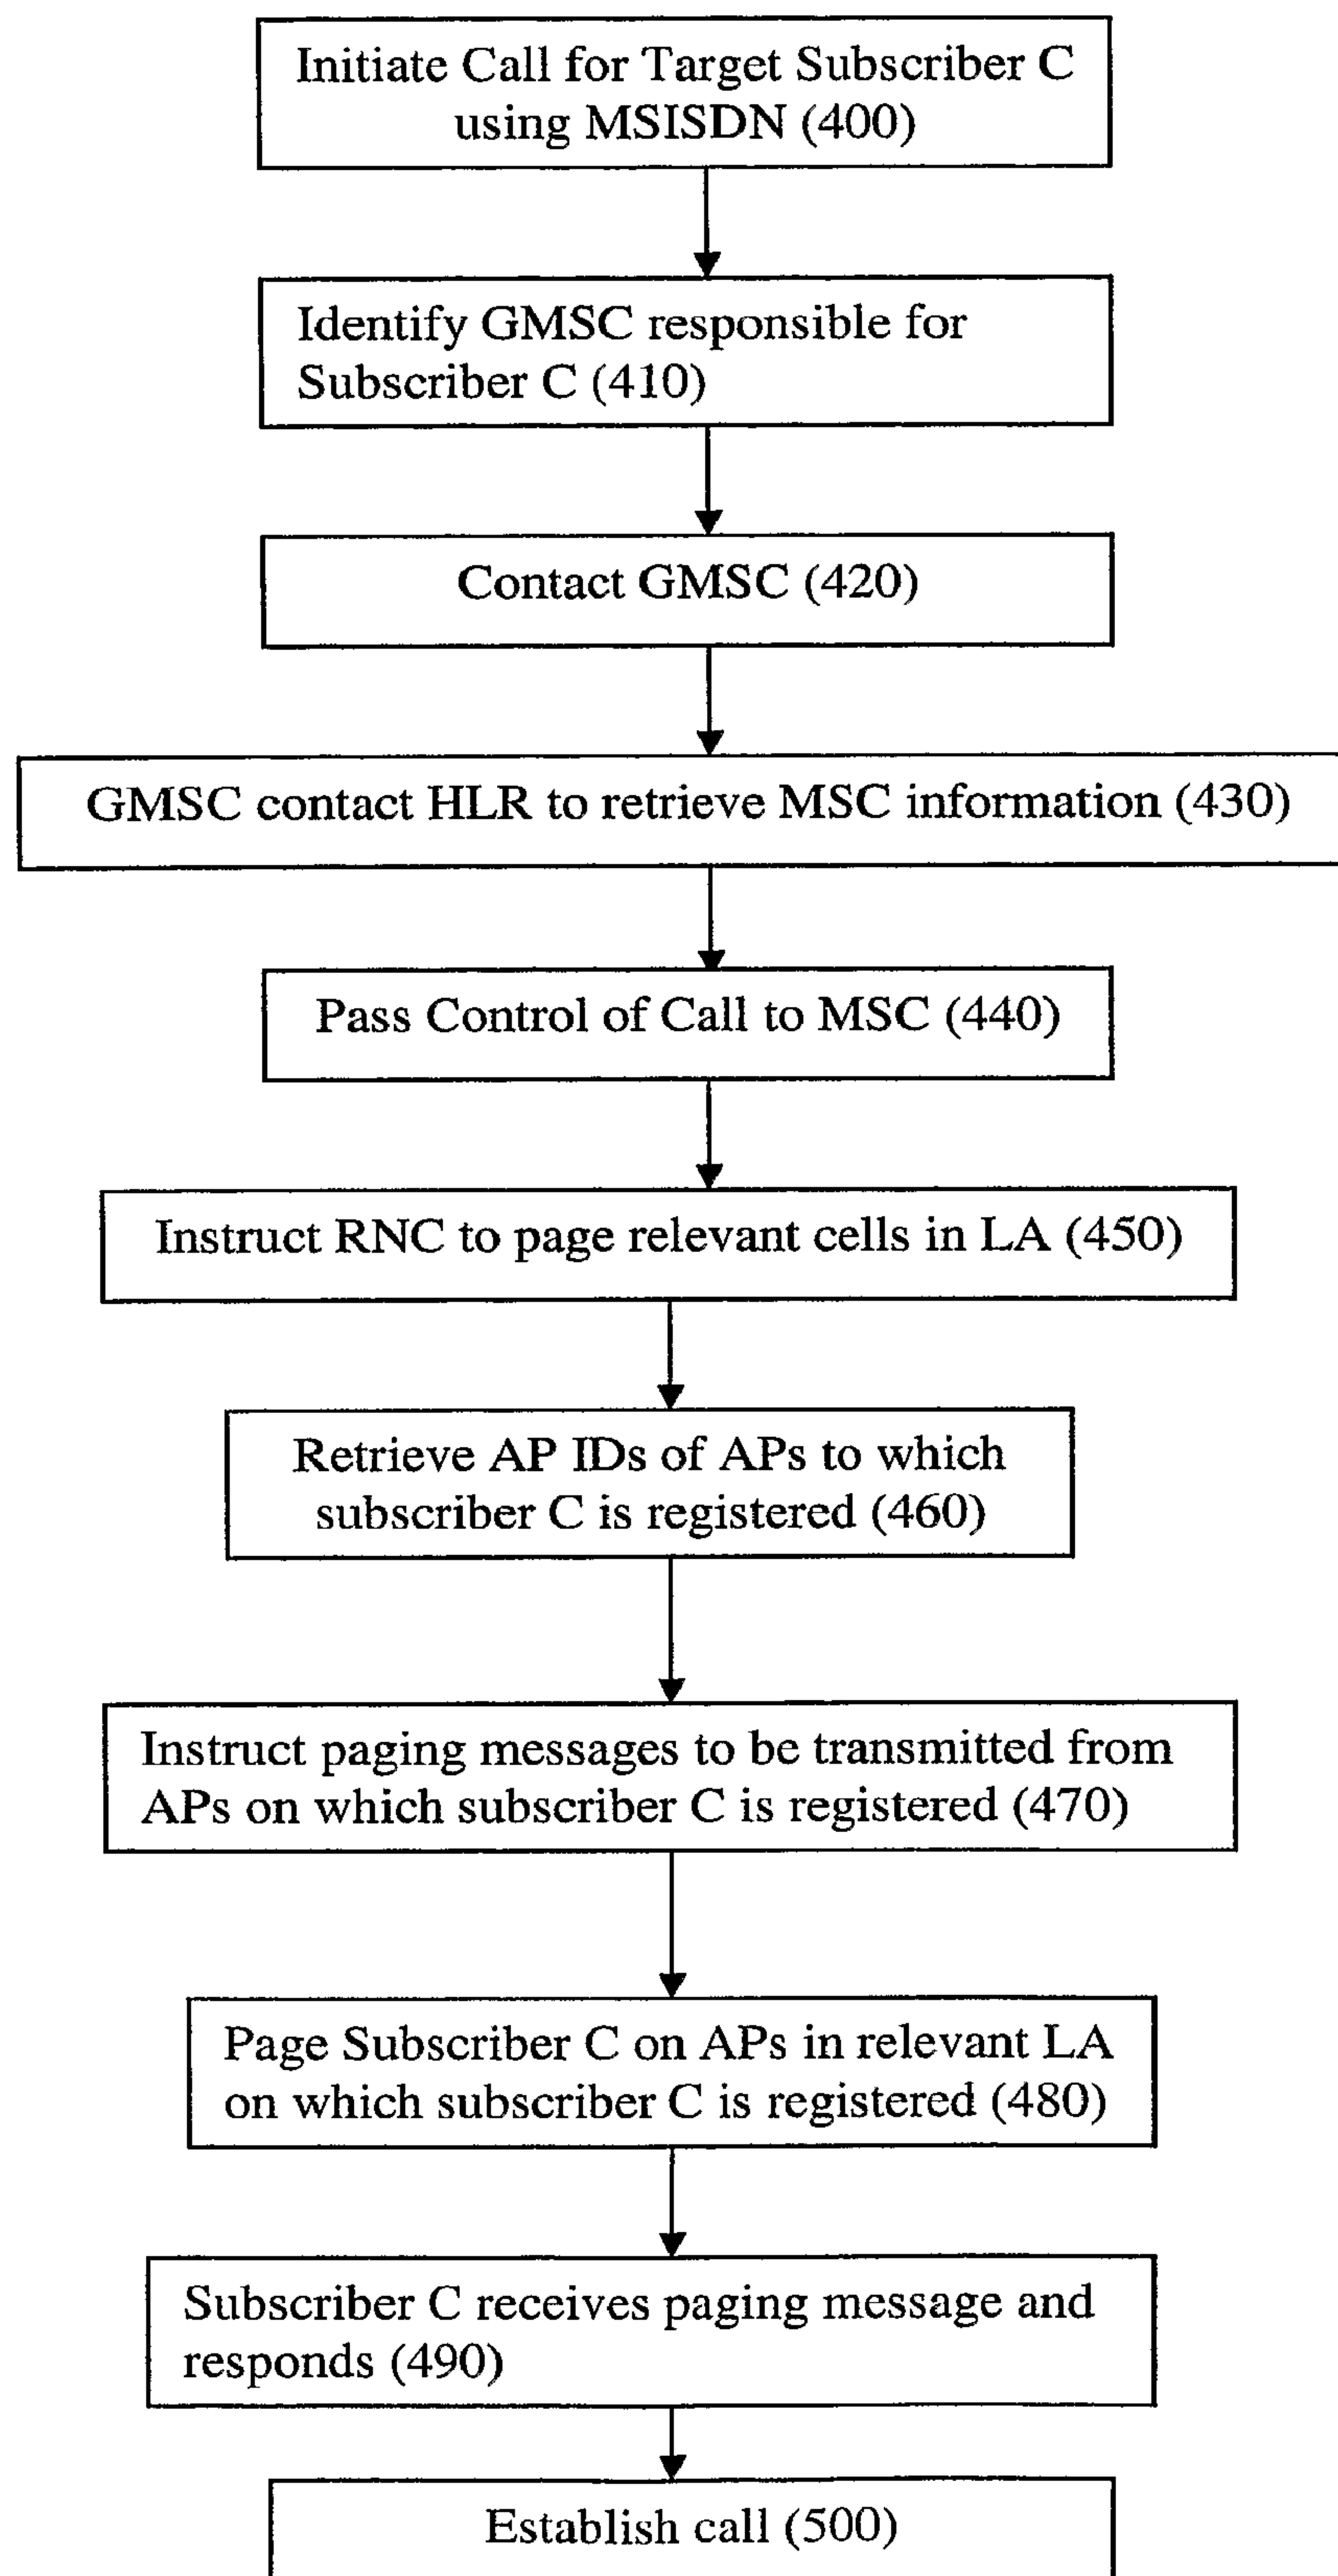 Initiate Call for Target Subscriber C
using MSISDN (400)
Identify GMSC responsible for
Subscriber C (410)
Contact GMSC (420)
GMSC contact HLR to retrieve MSC information (430)
Pass Control of Call to MSC (440)
Instruct RNC to page relevant cells in LA (450)
Retrieve AP IDs of APs to which
subscriber C is registered (460)
Instruct paging messages to be transmitted from
APs on which subscriber C is registered (470)
Page Subscriber C on APs in relevant LA
on which subscriber C is registered (480)
Subscriber C receives paging message and
responds (490)
Establish call (500)